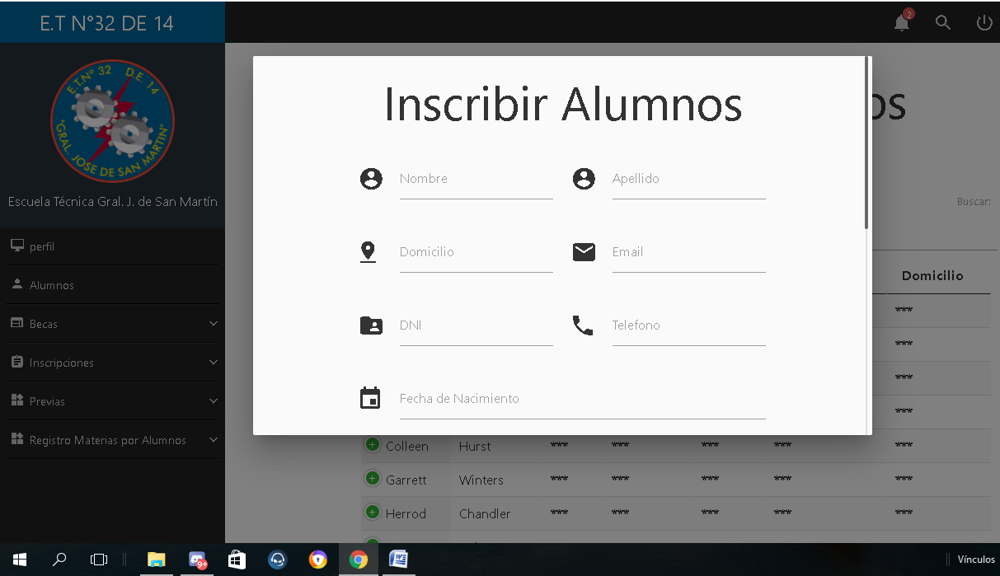 E.T N°32 DE 14
2
E.T.Nº 32 D.E. 14
"GRAL. JOSE DE SAN MARTIN"
Escuela Técnica Gral. J. de San Martín
perfil
Alumnos
Becas
Inscripciones
Previas
Registro Materias por Alumnos
Inscribir Alumnos
Nombre
Apellido
Domicilio
Email
DNI
Telefono
Fecha de Nacimiento
os
Buscar:
Domicilio
***
***
***
***
Colleen Hurst *** *** *** *** ***
Garrett Winters *** *** *** *** ***
Herrod Chandler *** *** *** *** ***
9+
W
Vínculos